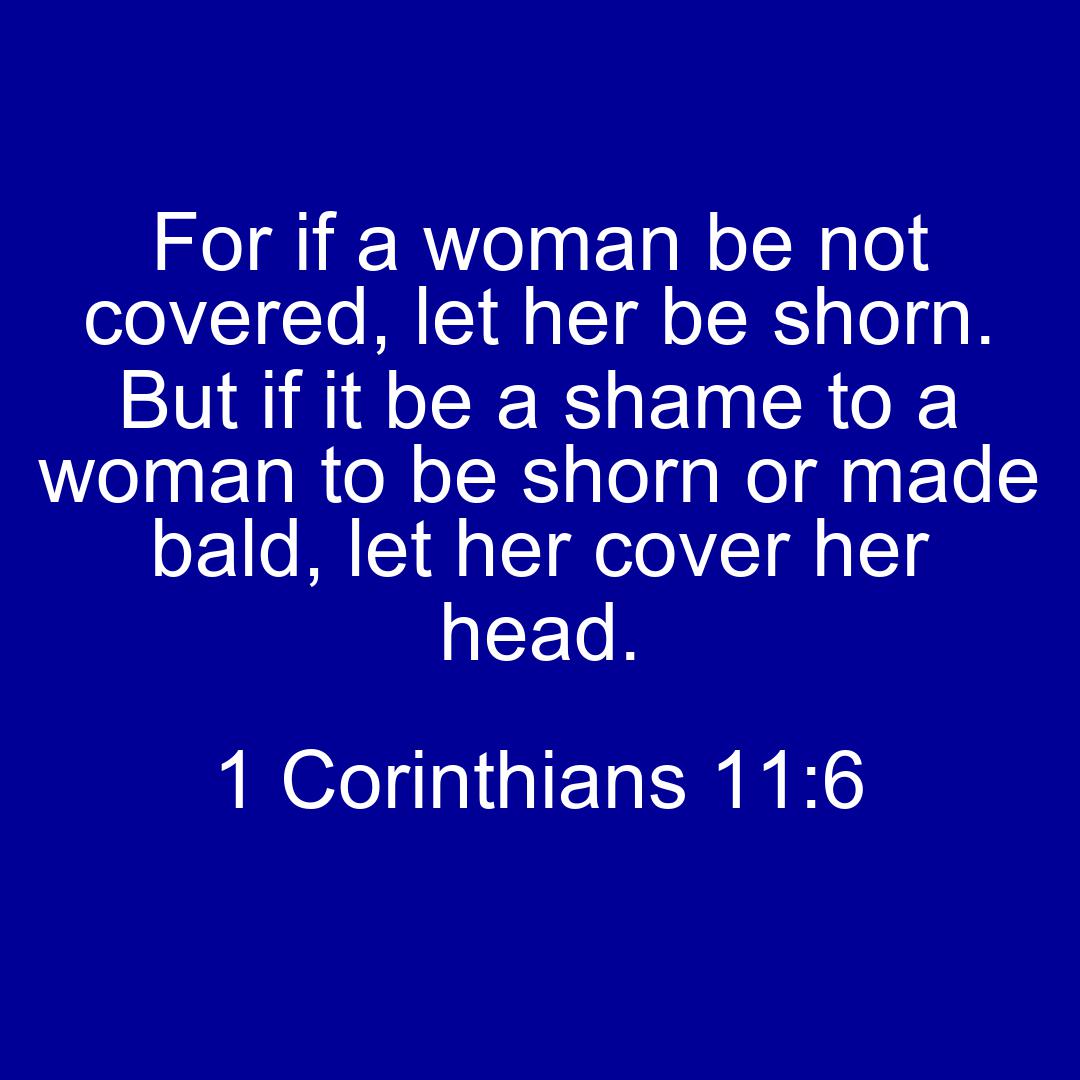 For if a woman be not
covered, let her be shorn.
But if it be a shame to a
woman to be shorn or made
bald, let her cover her
head.
1 Corinthians 11:6